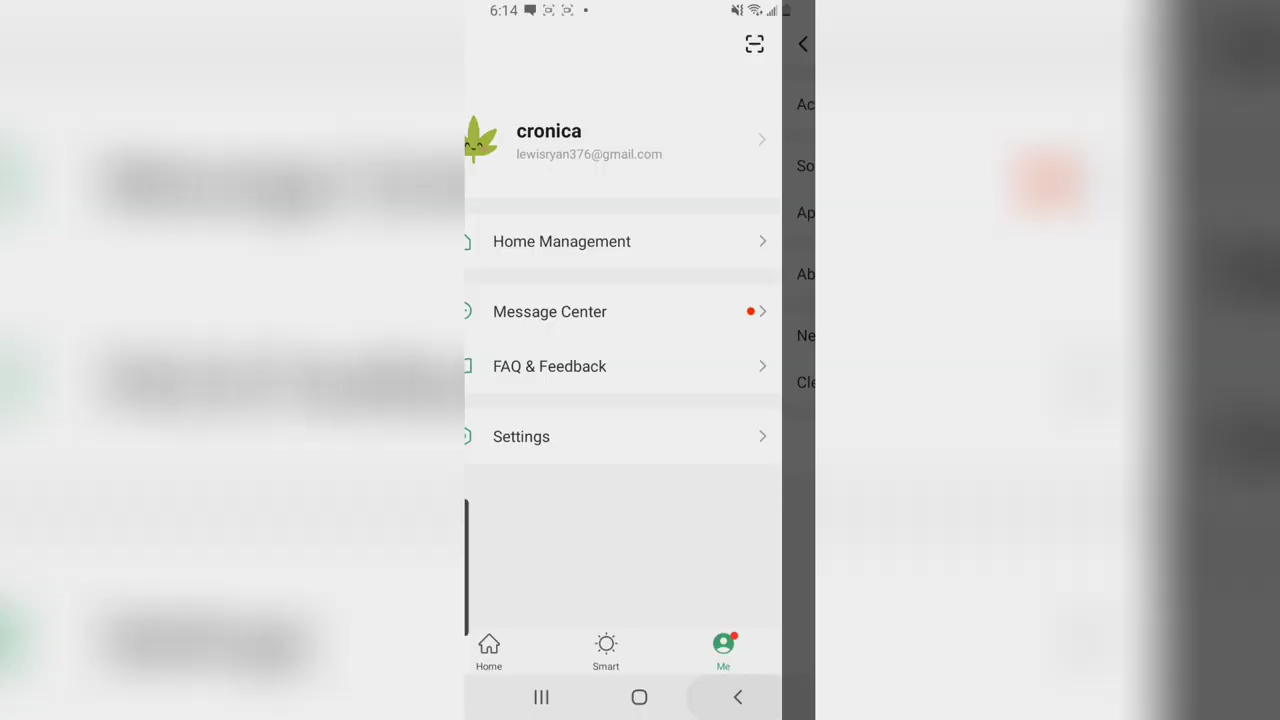 6:14
cronica
lewisryan376@gmail.com
Home Management
Message Center
FAQ & Feedback
Settings
Home
Smart
Me
Ac
So
Ap
Ab
Ne
Cle